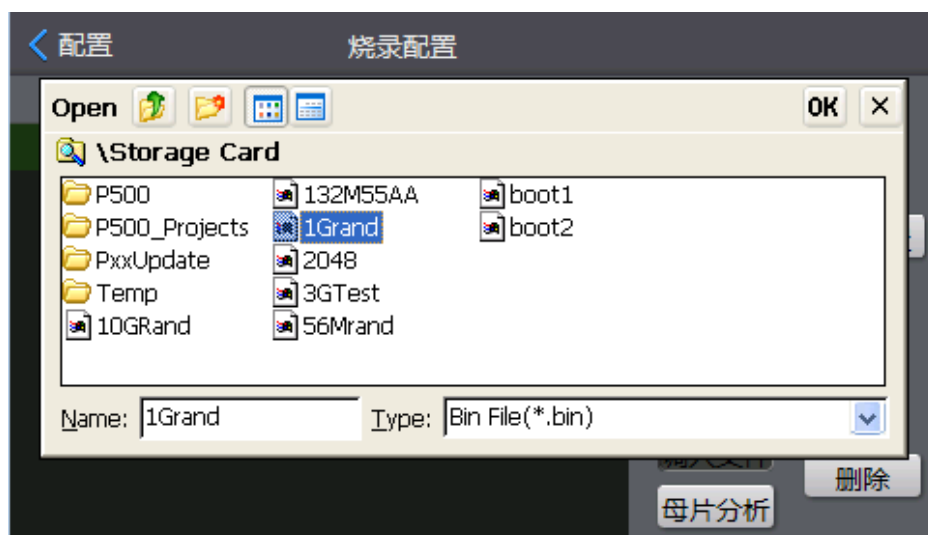 配置 烧录配置
Open OK ×
\Storage Card
P500 132M55AA boot1
P500_Projects 1Grand boot2
PxxUpdate 2048
Temp 3GTest
10GRand 56Mrand
Name: 1Grand Type: Bin File(*.bin)
删除
母片分析